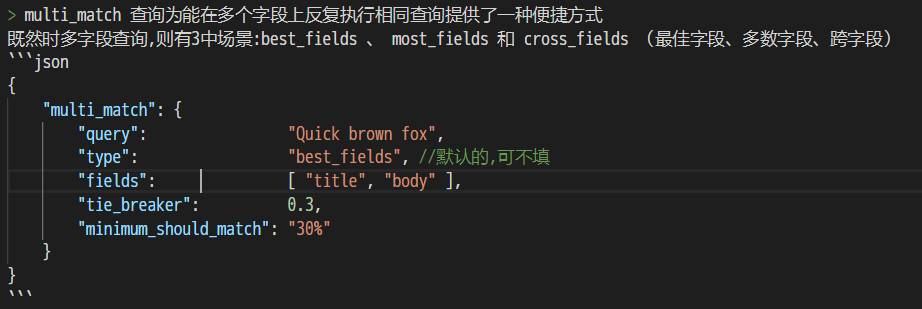 > multi_match 查询为能在多个字段上反复执行相同查询提供了一种便捷方式
既然时多字段查询,则有3中场景:best_fields 、 most_fields 和 cross_fields （最佳字段、多数字段、跨字段）
```json
{
    "multi_match": {
        "query":                "Quick brown fox",
        "type":                 "best_fields", //默认的,可不填
        "fields":               [ "title", "body" ],
        "tie_breaker":          0.3,
        "minimum_should_match": "30%"
    }
}
```